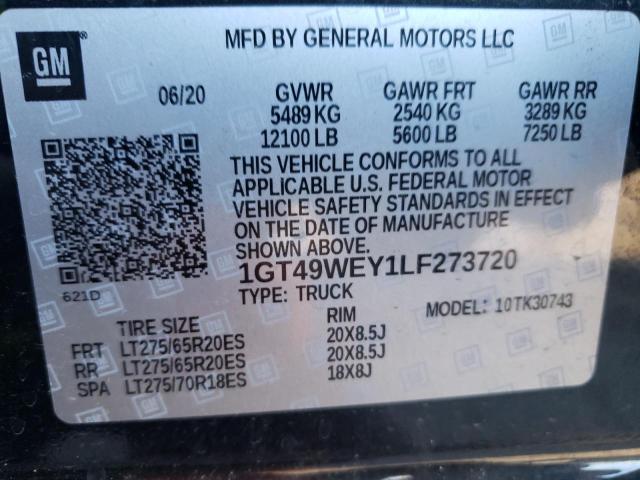 GM
MFD BY GENERAL MOTORS LLC
06/20 GVWR GAWR FRT GAWR RR
5489 KG 2540 KG 3289 KG
12100 LB 5600 LB 7250 LB
THIS VEHICLE CONFORMS TO ALL
APPLICABLE U.S. FEDERAL MOTOR
VEHICLE SAFETY STANDARDS IN EFFECT
ON THE DATE OF MANUFACTURE
SHOWN ABOVE.
1GT49WEY1LF273720
621D TYPE: TRUCK MODEL: 10TK30743
TIRE SIZE RIM
FRT LT275/65R20ES 20X8.5J
RR LT275/65R20ES 20X8.5J
SPA LT275/70R18ES 18X8J